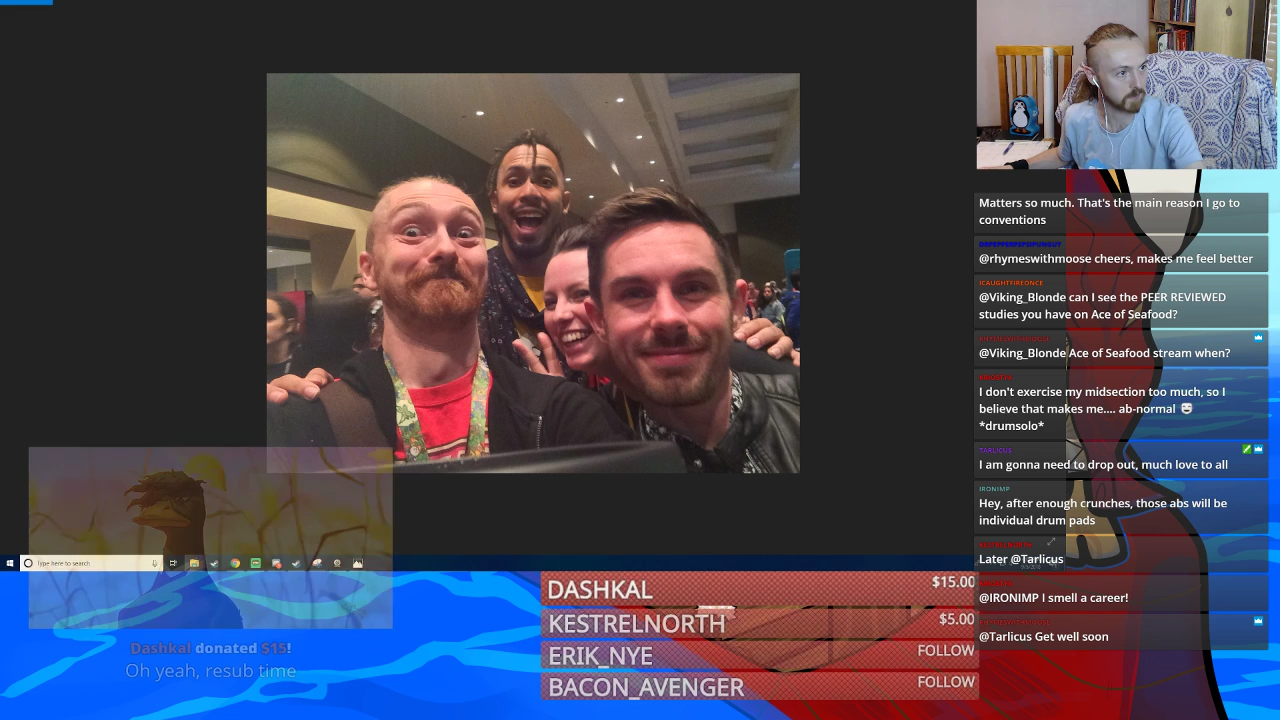 Matters so much. That's the main reason I go to
conventions
@rhymeswithmoose cheers, makes me feel better
ICAUGHTFIREONCE
@Viking_Blonde can I see the PEER REVIEWED
studies you have on Ace of Seafood?
@Viking_Blonde Ace of Seafood stream when?
I don't exercise my midsection too much, so I
believe that makes me.... ab-normal
*drumsolo*
TARLICUS
I am gonna need to drop out, much love to all
IRONIMP
Hey, after enough crunches, those abs will be
individual drum pads
KESTRELNORTH
Later @Tarlicus
@IRONIMP I smell a career!
RHYMESWITHMOOSE
@Tarlicus Get well soon
Type here to search
DASHKAL $15.00
KESTRELNORTH $5.00
ERIK_NYE FOLLOW
BACON_AVENGER FOLLOW
Dashkal donated $15!
Oh yeah, resub time